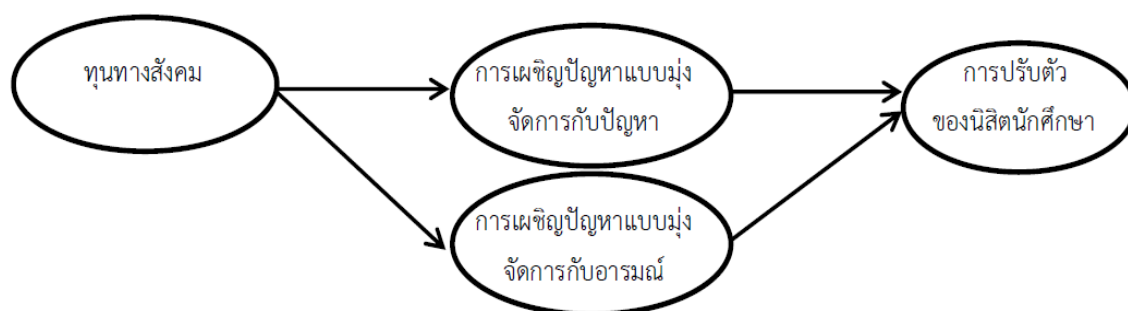 ทุนทางสังคม
การเผชิญปัญหาแบบมุ่ง
จัดการกับปัญหา
การปรับตัว
ของนิสิตนักศึกษา
การเผชิญปัญหาแบบมุ่ง
จัดการกับอารมณ์